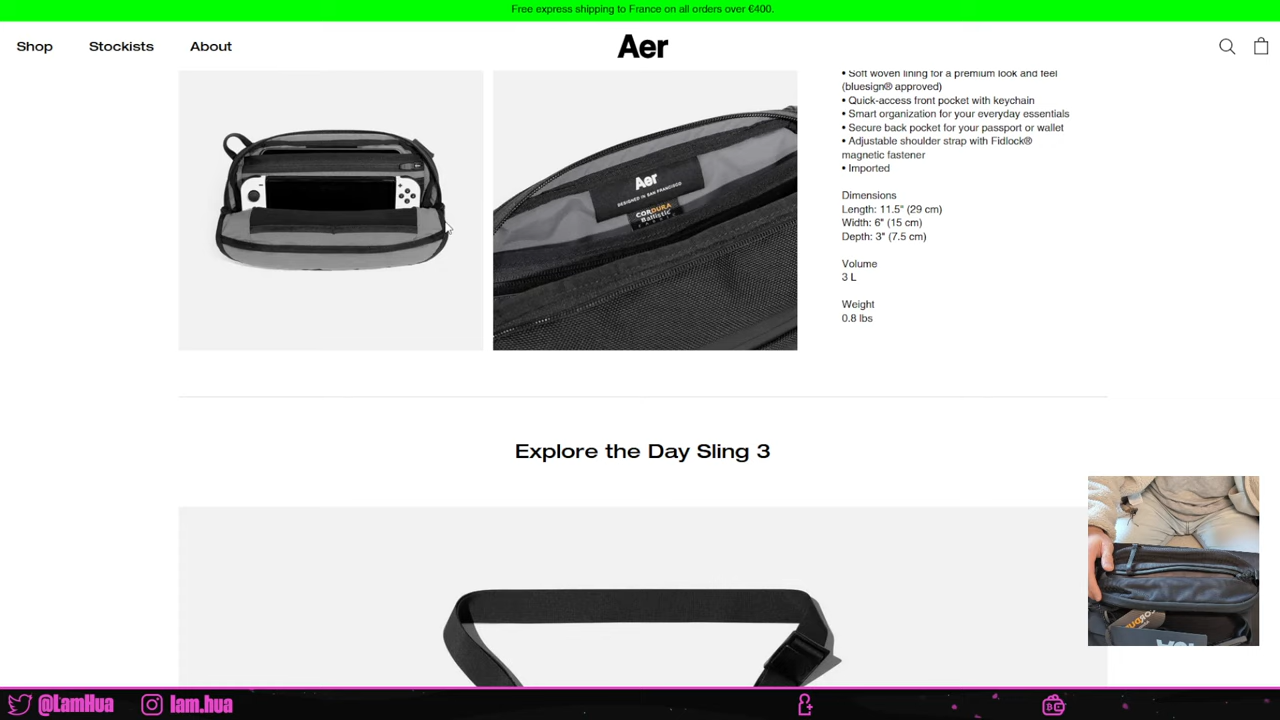 Free express shipping to France on all orders over €400.
Shop
Stockists
About
Aer
• Soft woven lining for a premium look and feel
(bluesign® approved)
• Quick-access front pocket with keychain
• Smart organization for your everyday essentials
• Secure back pocket for your passport or wallet
• Adjustable shoulder strap with Fidlock®
magnetic fastener
• Imported
Dimensions
Length: 11.5" (29 cm)
Width: 6" (15 cm)
Depth: 3" (7.5 cm)
Volume
3 L
Weight
0.8 lbs
Aer
DESIGNED IN SAN FRANCISCO
CORDURA
Ballistic
Explore the Day Sling 3
@LamHua
lam.hua